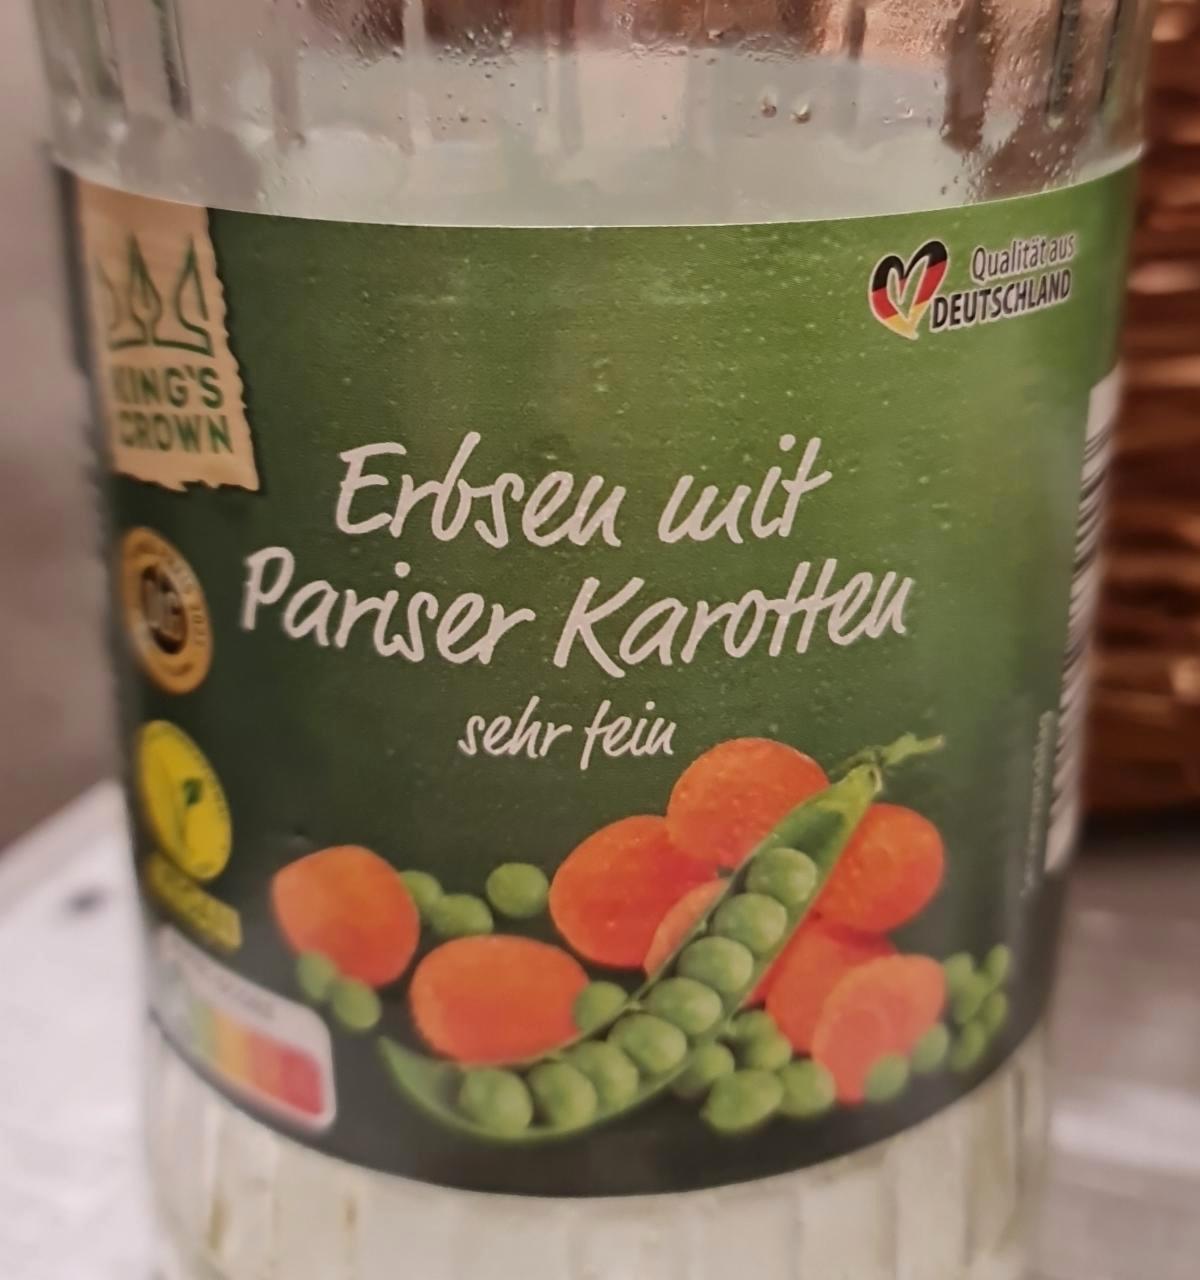 KING'S
CROWN
Qualität aus
DEUTSCHLAND
Erbsen mit
Pariser Karotten
sehr fein